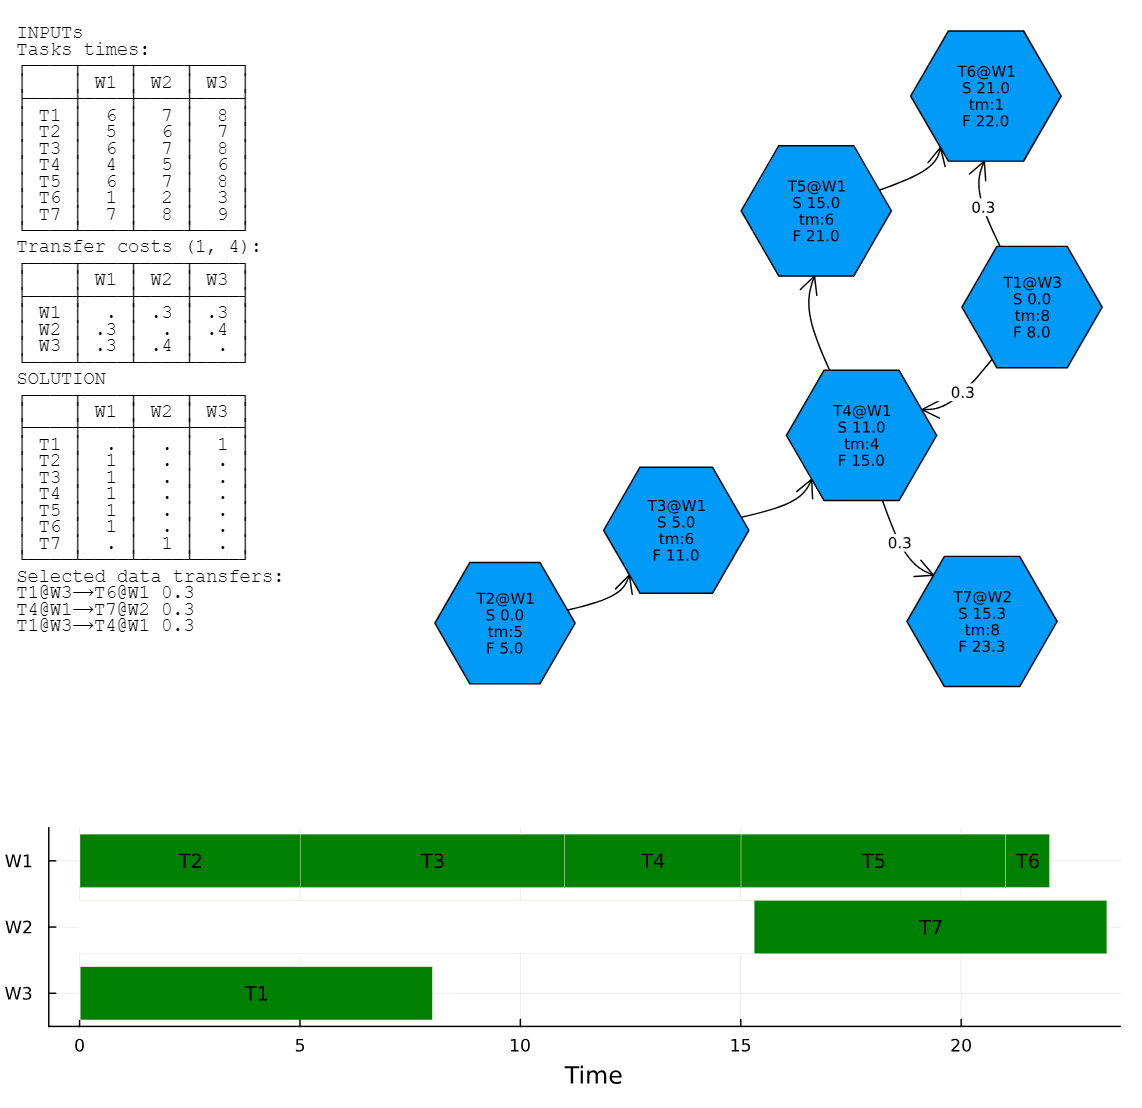 INPUTs
Tasks times:
W1 W2 W3
T1 6 7 8
T2 5 6 7
T3 6 7 8
T4 4 5 6
T5 6 7 8
T6 1 2 3
T7 7 8 9
Transfer costs (1, 4):
W1 W2 W3
W1 . .3 .3
W2 .3 . .4
W3 .3 .4 .
SOLUTION
W1 W2 W3
T1 . . 1
T2 1 . .
T3 1 . .
T4 1 . .
T5 1 . .
T6 1 . .
T7 . 1 .
Selected data transfers:
T1@W3→T6@W1 0.3
T4@W1→T7@W2 0.3
T1@W3→T4@W1 0.3
T6@W1
S 21.0
tm:1
F 22.0
T5@W1
S 15.0
tm:6
F 21.0
0.3
T1@W3
S 0.0
tm:8
F 8.0
0.3
T4@W1
S 11.0
tm:4
F 15.0
T3@W1
S 5.0
tm:6
F 11.0
0.3
T2@W1
S 0.0
tm:5
F 5.0
T7@W2
S 15.3
tm:8
F 23.3
W1 T2 T3 T4 T5 T6
W2 T7
W3 T1
0 5 10 15 20
Time